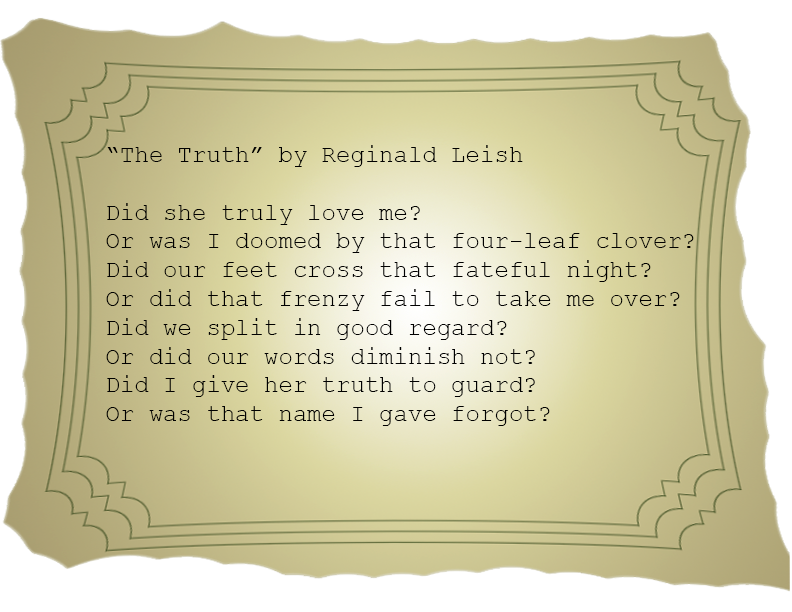 “The Truth” by Reginald Leish
Did she truly love me?
Or was I doomed by that four-leaf clover?
Did our feet cross that fateful night?
Or did that frenzy fail to take me over?
Did we split in good regard?
Or did our words diminish not?
Did I give her truth to guard?
Or was that name I gave forgot?